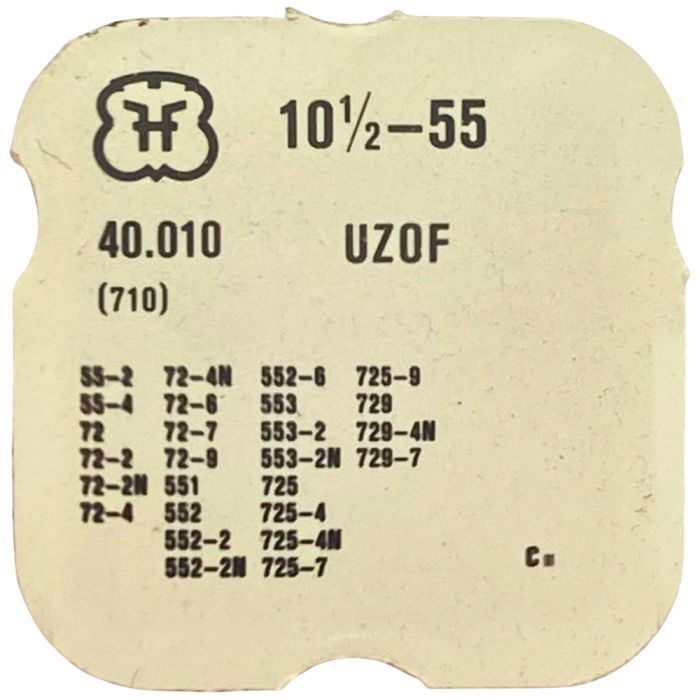 10½–55
40.010 UZOF
(710)
55-2 72-4N 552-6 725-9
55-4 72-6 553 729
72 72-7 553-2 729-4N
72-2 72-9 553-2N 729-7
72-2N 551 725
72-4 552 725-4
552-2 725-4N
552-2N 725-7